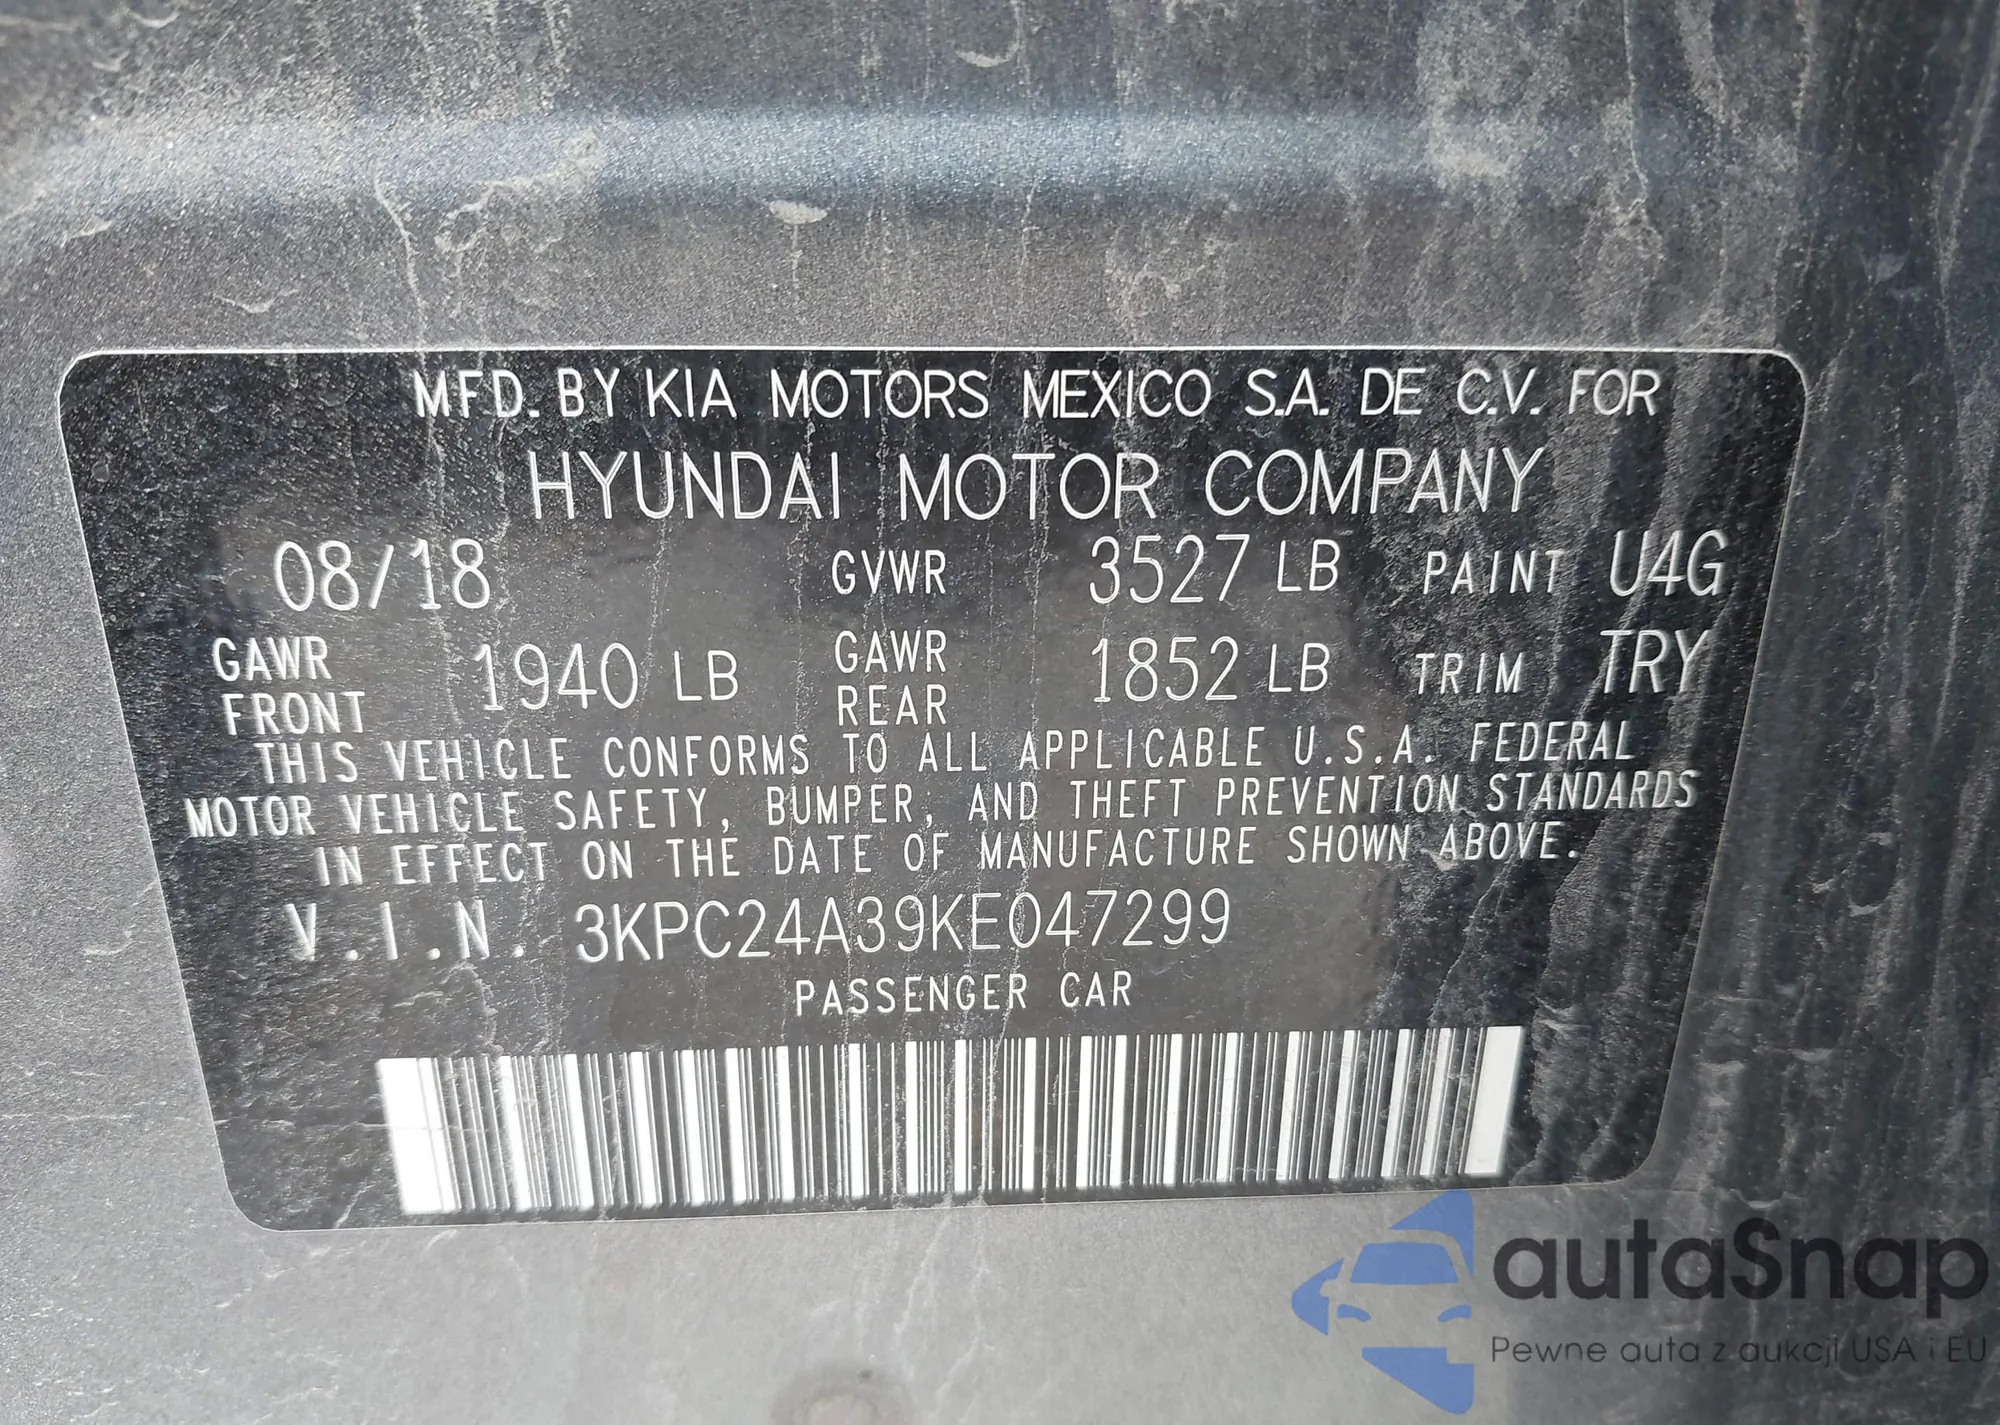 MFD. BY KIA MOTORS MEXICO S.A. DE C.V. FOR
HYUNDAI MOTOR COMPANY
08/18 GVWR 3527 LB PAINT U4G
GAWR FRONT 1940 LB GAWR REAR 1852 LB TRIM TRY
THIS VEHICLE CONFORMS TO ALL APPLICABLE U.S.A. FEDERAL
MOTOR VEHICLE SAFETY, BUMPER, AND THEFT PREVENTION STANDARDS
IN EFFECT ON THE DATE OF MANUFACTURE SHOWN ABOVE.
V.I.N. 3KPC24A39KE047299
PASSENGER CAR
autaSnap
Pewne auta z aukcji USA i EU